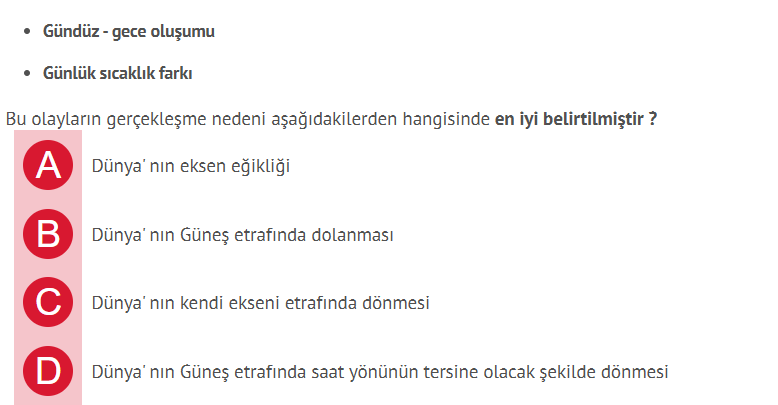 • Gündüz - gece oluşumu
• Günlük sıcaklık farkı
Bu olayların gerçekleşme nedeni aşağıdakilerden hangisinde en iyi belirtilmiştir ?
A Dünya' nın eksen eğikliği
B Dünya' nın Güneş etrafında dolanması
C Dünya' nın kendi ekseni etrafında dönmesi
D Dünya' nın Güneş etrafında saat yönünün tersine olacak şekilde dönmesi